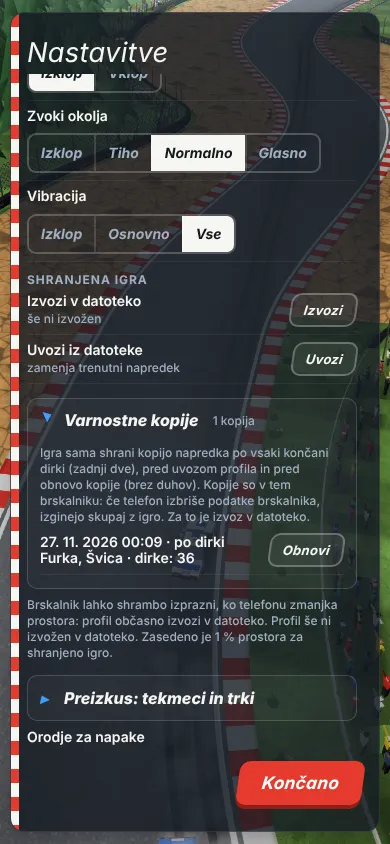 Nastavitve
Izklop Vklop
Zvoki okolja
Izklop Tiho Normalno Glasno
Vibracija
Izklop Osnovno Vse
SHRANJENA IGRA
Izvozi v datoteko
še ni izvožen
Izvozi
Uvozi iz datoteke
zamenja trenutni napredek
Uvozi
Varnostne kopije 1 kopija
Igra sama shrani kopijo napredka po vsaki končani
dirki (zadnji dve), pred uvozom profila in pred
obnovo kopije (brez duhov). Kopije so v tem
brskalniku: če telefon izbriše podatke brskalnika,
izginejo skupaj z igro. Za to je izvoz v datoteko.
27. 11. 2026 00:09 · po dirki
Furka, Švica · dirke: 36
Obnovi
Brskalnik lahko shrambo izprazni, ko telefonu zmanjka
prostora: profil občasno izvozi v datoteko. Profil še ni
izvožen v datoteko. Zasedeno je 1 % prostora za
shranjeno igro.
Preizkus: tekmeci in trki
Orodje za napake
Končano